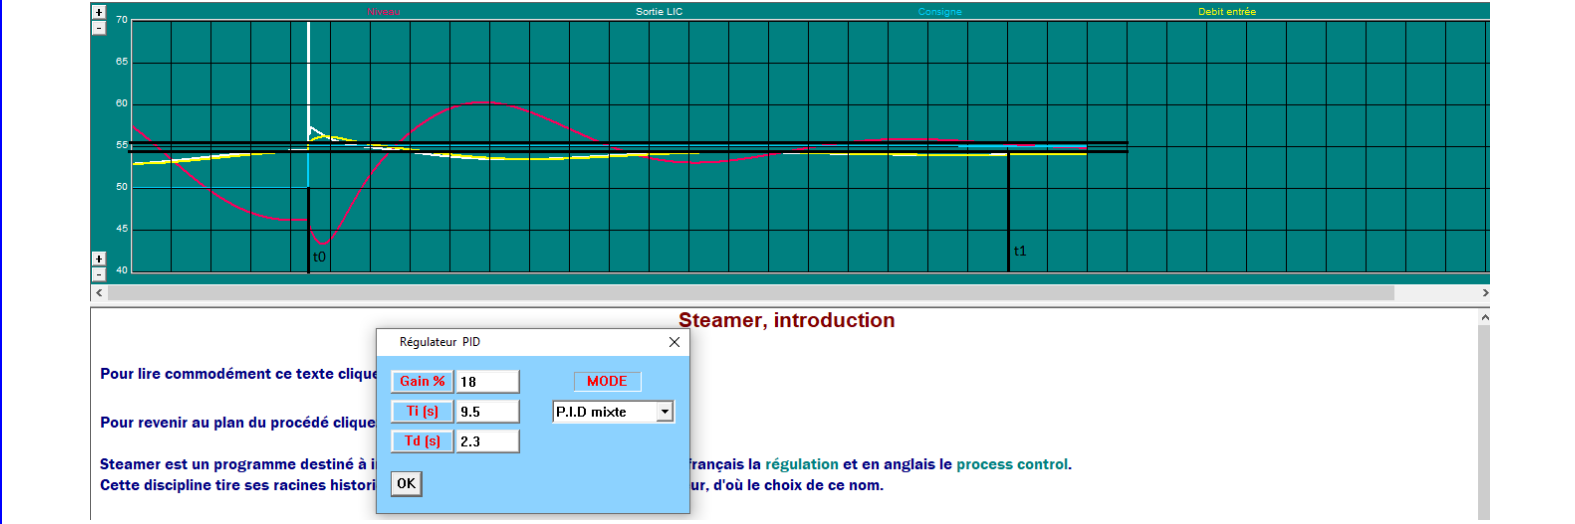 Niveau Sortie LIC Consigne Debit entrée
+
-
70
65
60
55
50
45
40
+
-
t0
t1
Steamer, introduction
Régulateur PID
Pour lire commodément ce texte clique
Gain % 18 MODE
Ti (s) 9.5 P.I.D mixte
Pour revenir au plan du procédé clique
Td (s) 2.3
Steamer est un programme destiné à i rançais la régulation et en anglais le process control.
Cette discipline tire ses racines histori ur, d'où le choix de ce nom.
OK